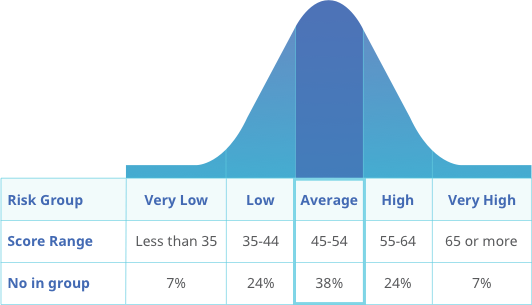 Risk Group Very Low Low Average High Very High
Score Range Less than 35 35-44 45-54 55-64 65 or more
No in group 7% 24% 38% 24% 7%